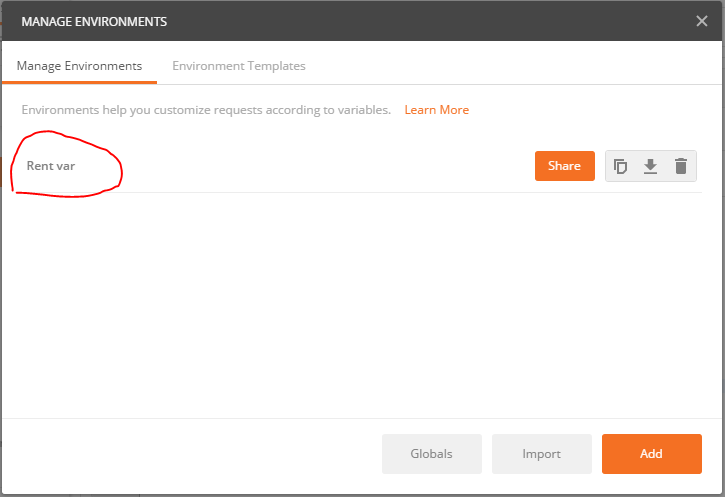 MANAGE ENVIRONMENTS
Manage Environments Environment Templates
Environments help you customize requests according to variables. Learn More
Rent var Share
Globals Import Add